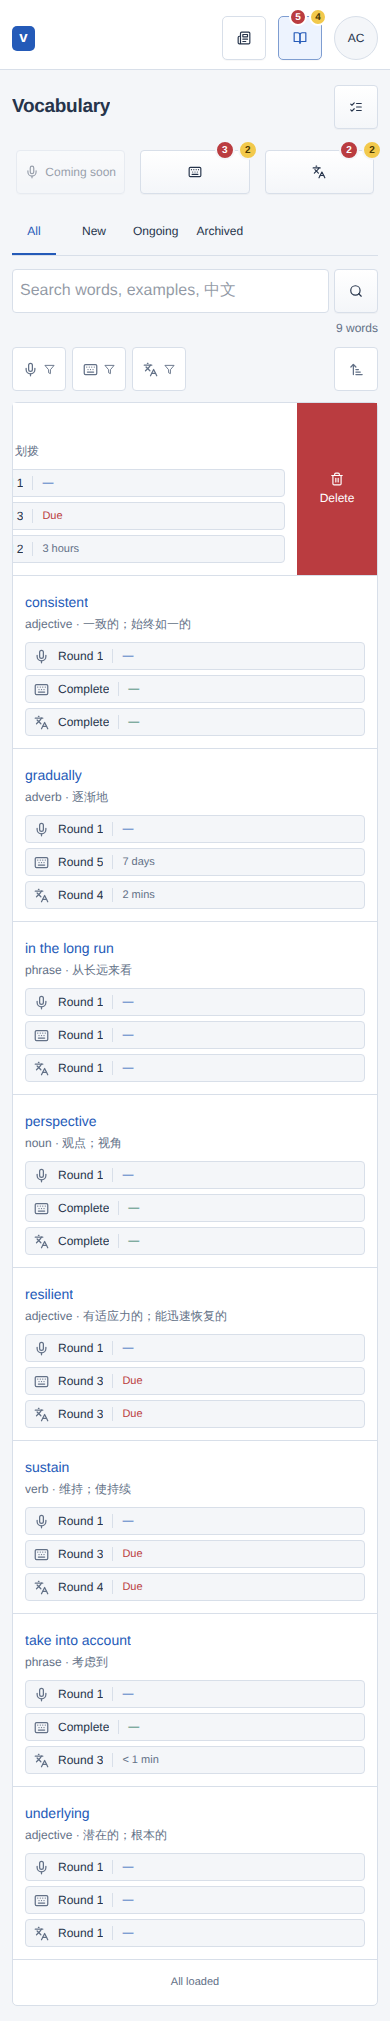 v
5
4
AC
Vocabulary
Coming soon
3
2
2
2
All
New
Ongoing
Archived
Search words, examples, 中文
9 words
划拨
1 —
3 Due
2 3 hours
Delete
consistent
adjective · 一致的；始终如一的
Round 1 —
Complete —
Complete —
gradually
adverb · 逐渐地
Round 1 —
Round 5 7 days
Round 4 2 mins
in the long run
phrase · 从长远来看
Round 1 —
Round 1 —
Round 1 —
perspective
noun · 观点；视角
Round 1 —
Complete —
Complete —
resilient
adjective · 有适应力的；能迅速恢复的
Round 1 —
Round 3 Due
Round 3 Due
sustain
verb · 维持；使持续
Round 1 —
Round 3 Due
Round 4 Due
take into account
phrase · 考虑到
Round 1 —
Complete —
Round 3 < 1 min
underlying
adjective · 潜在的；根本的
Round 1 —
Round 1 —
Round 1 —
All loaded